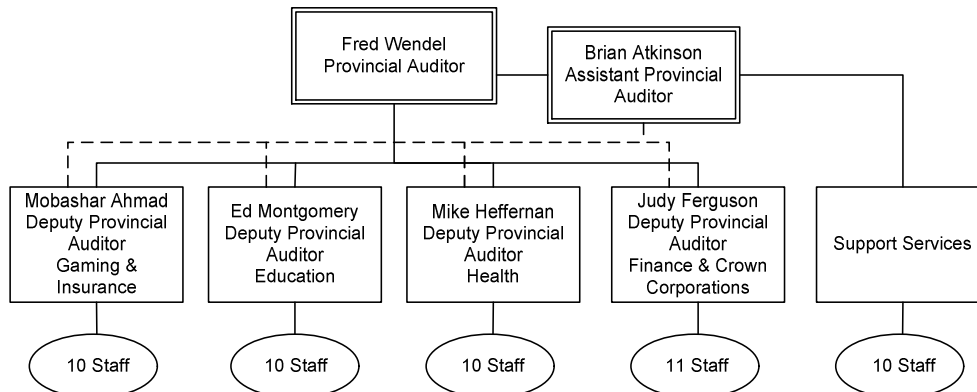 Fred Wendel
Provincial Auditor
Brian Atkinson
Assistant Provincial
Auditor
Mobashar Ahmad
Deputy Provincial
Auditor
Gaming &
Insurance
Ed Montgomery
Deputy Provincial
Auditor
Education
Mike Heffernan
Deputy Provincial
Auditor
Health
Judy Ferguson
Deputy Provincial
Auditor
Finance & Crown
Corporations
Support Services
10 Staff
10 Staff
10 Staff
11 Staff
10 Staff